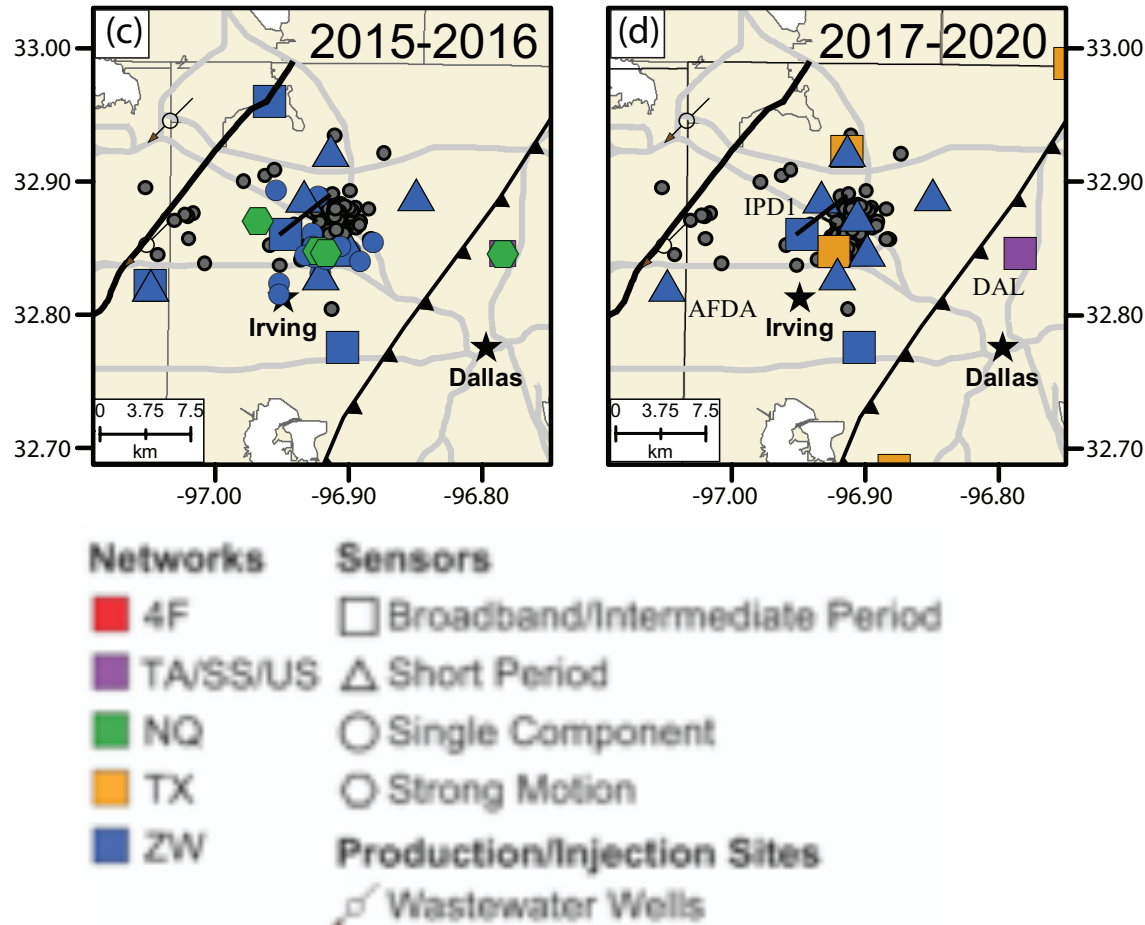 (c) 2015-2016
33.00
32.90
32.80
32.70
Irving
Dallas
0 3.75 7.5
km
-97.00 -96.90 -96.80
(d) 2017-2020
33.00
32.90
32.80
32.70
IPD1
AFDA
DAL
Irving
Dallas
0 3.75 7.5
km
-97.00 -96.90 -96.80
Networks
4F
TA/SS/US
NQ
TX
ZW
Sensors
Broadband/Intermediate Period
Short Period
Single Component
Strong Motion
Production/Injection Sites
Wastewater Wells